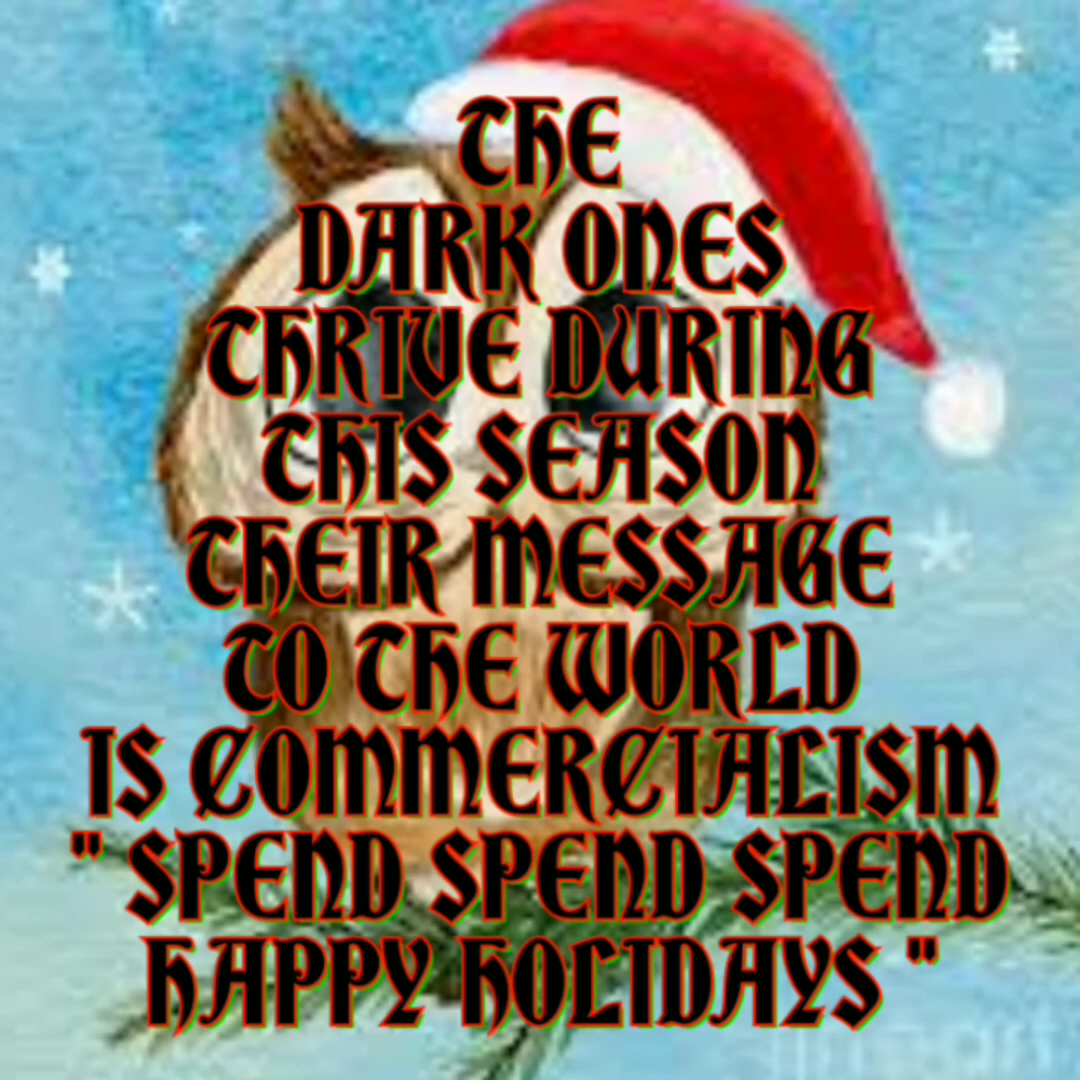 THE
DARK ONES
THRIVE DURING
THIS SEASON
THEIR MESSAGE
TO THE WORLD
IS COMMERCIALISM
" SPEND SPEND SPEND
HAPPY HOLIDAYS "